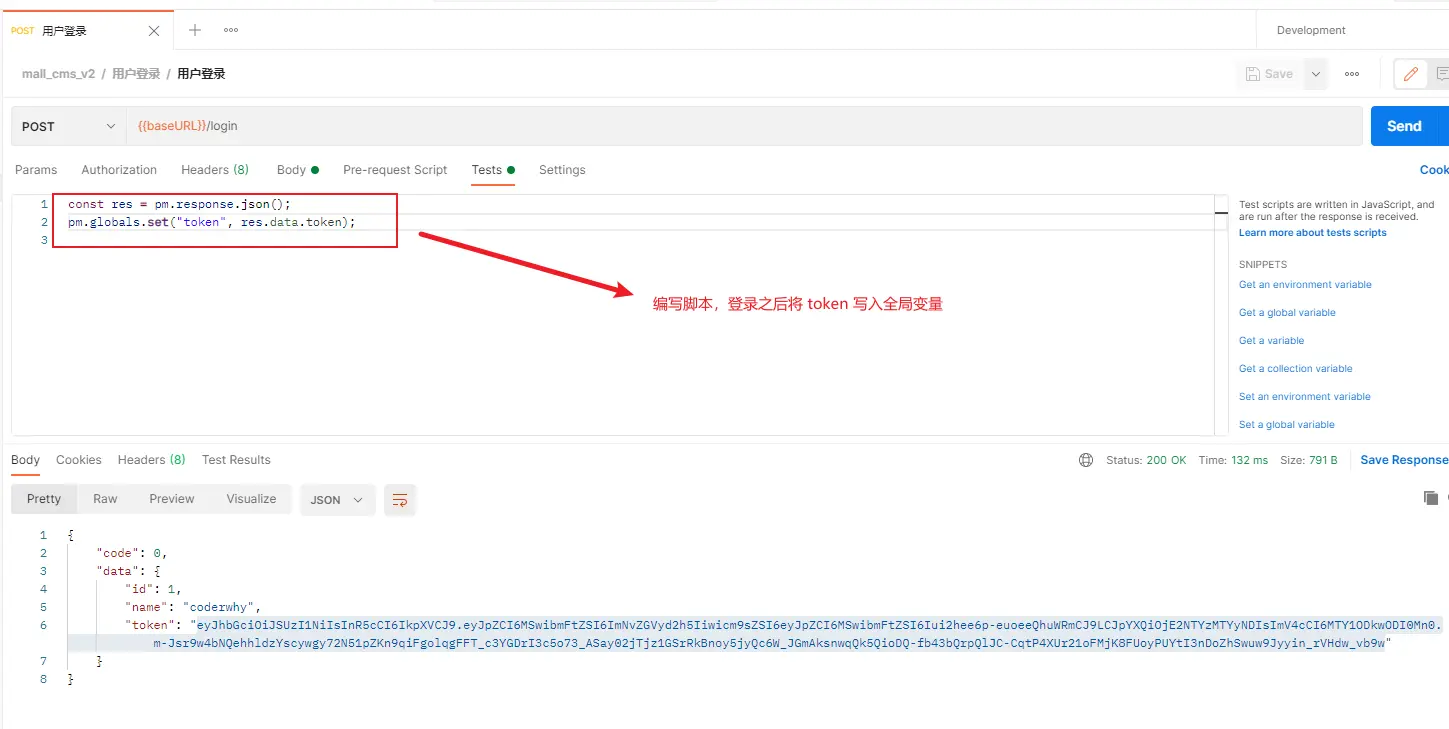 POST 用户登录
Development
mall_cms_v2 / 用户登录 / 用户登录
Save
POST
{{baseURL}}/login
Send
Params Authorization Headers (8) Body Pre-request Script Tests Settings
Cook
1 const res = pm.response.json();
2 pm.globals.set("token", res.data.token);
3
编写脚本，登录之后将 token 写入全局变量
Test scripts are written in JavaScript, and
are run after the response is received.
Learn more about tests scripts
SNIPPETS
Get an environment variable
Get a global variable
Get a variable
Get a collection variable
Set an environment variable
Set a global variable
Body Cookies Headers (8) Test Results
Status: 200 OK Time: 132 ms Size: 791 B
Save Response
Pretty Raw Preview Visualize JSON
1 {
2 "code": 0,
3 "data": {
4 "id": 1,
5 "name": "coderwhy",
6 "token":
7 }
8 }